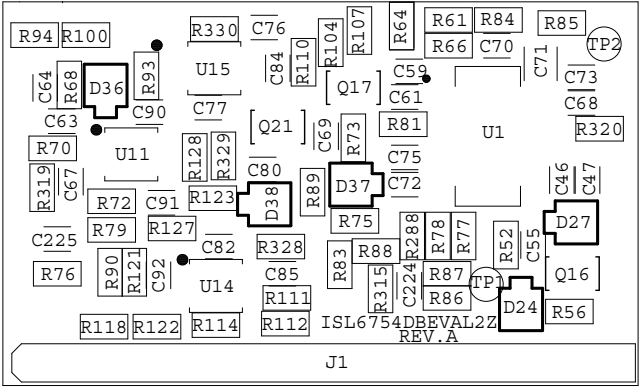 R94 R100 R330 C76 R104 R107 R64 R61 R84 R85
R66 C70 TP2
C64 R68 D36 R93 U15 C84 R110 Q17 C59 C71 C73
C90 C77 C61 C68
C63 Q21 C69 R73 R81 U1 R320
R70 U11 R128 R329 C75
R319 C67 C80 R89 D37 C72 C46 C47
R72 C91 R123 D38 R75 D27
R79 R127 R288 R78 R77
C225 C82 R328 R83 R88 R52 C55
R76 R90 R121 C92 U14 C85 R315 C224 R87 TP1 Q16
R111 R86 D24 R56
R118 R122 R114 R112 ISL6754DBEVAL2Z
REV.A
J1